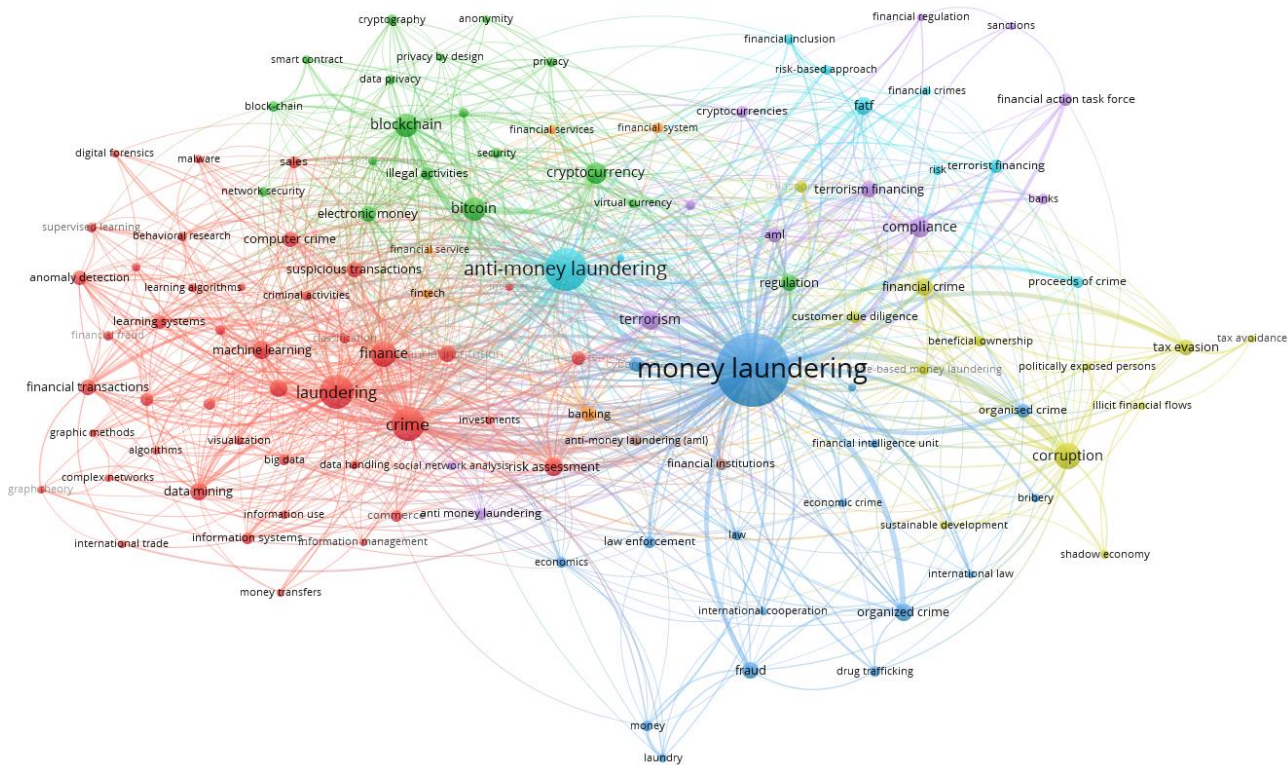 financial regulation
cryptography
anonymity
sanctions
financial inclusion
smart contract
privacy by design
privacy
risk-based approach
data privacy
financial crimes
block-chain
fatf
financial action task force
cryptocurrencies
blockchain
financial services
financial system
digital forensics
malware
sales
security
risk
terrorist financing
illegal activities
cryptocurrency
network security
terrorism financing
banks
virtual currency
electronic money
bitcoin
supervised learning
behavioral research
computer crime
compliance
aml
financial service
suspicious transactions
anti-money laundering
anomaly detection
learning algorithms
regulation
proceeds of crime
criminal activities
fintech
financial crime
learning systems
terrorism
customer due diligence
financial fraud
beneficial ownership
tax avoidance
machine learning
finance
tax evasion
money laundering
politically exposed persons
financial transactions
laundering
organised crime
illicit financial flows
banking
crime
investments
graphic methods
visualization
anti-money laundering (aml)
financial intelligence unit
algorithms
big data
data handling
social network analysis
risk assessment
financial institutions
corruption
complex networks
graph theory
data mining
bribery
economic crime
information use
commerce
anti money laundering
sustainable development
international trade
information systems
information management
law enforcement
law
shadow economy
economics
international law
money transfers
international cooperation
organized crime
fraud
drug trafficking
money
laundry